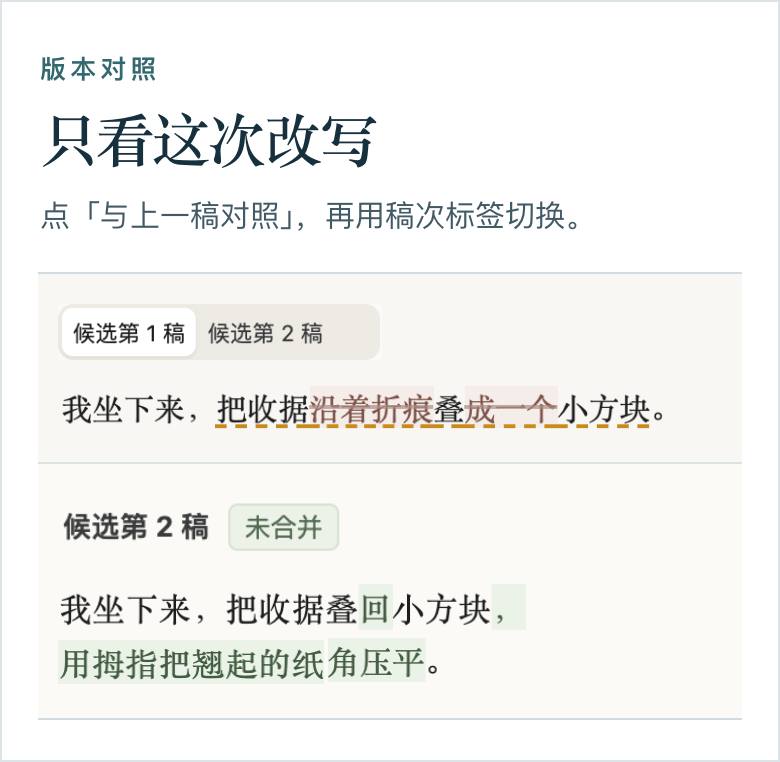 版本对照
只看这次改写
点「与上一稿对照」，再用稿次标签切换。
候选第 1 稿 候选第 2 稿
我坐下来，把收据沿着折痕叠成一个小方块。
候选第 2 稿 未合并
我坐下来，把收据叠回小方块，
用拇指把翘起的纸角压平。